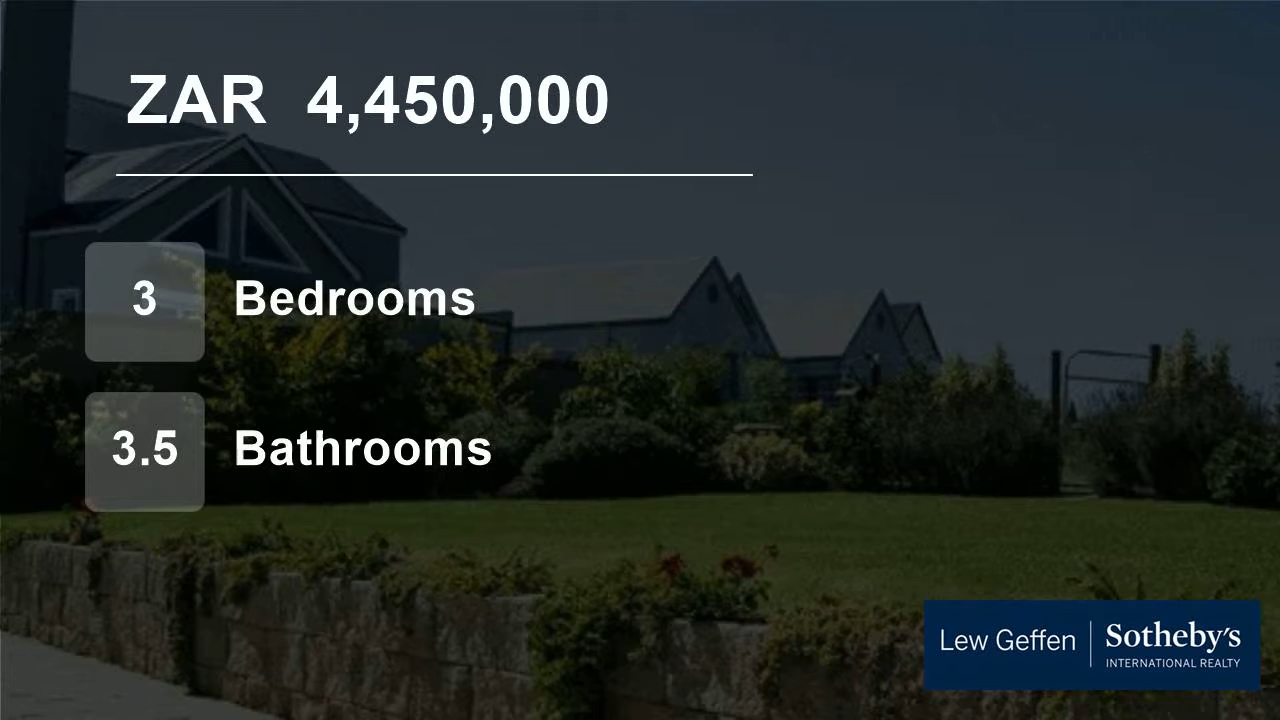 ZAR 4,450,000
3 Bedrooms
3.5 Bathrooms
Lew Geffen Sotheby's
INTERNATIONAL REALTY